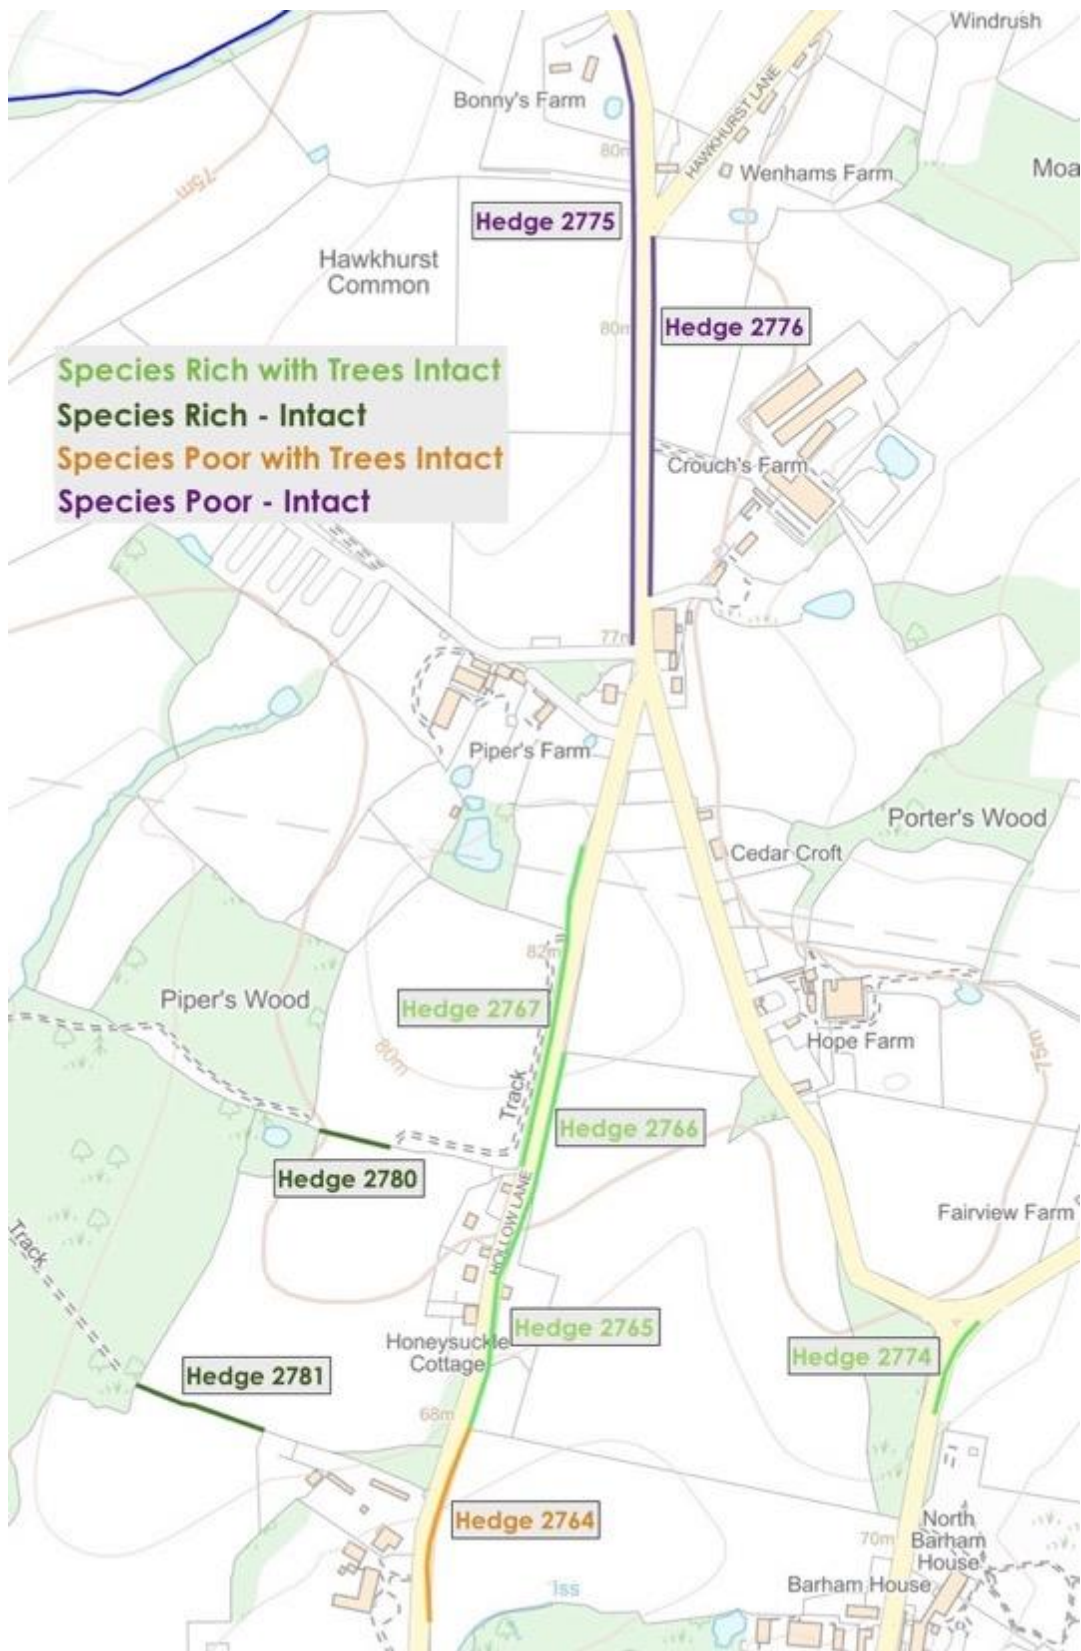 Windrush
Bonny's Farm
HAWKHURST LANE
80m
75m
Wenhams Farm
Moa
Hedge 2775
Hawkhurst
Common
80m
Hedge 2776
Species Rich with Trees Intact
Species Rich - Intact
Species Poor with Trees Intact
Species Poor - Intact
Crouch's Farm
77m
Piper's Farm
Porter's Wood
Cedar Croft
82m
Piper's Wood
Hedge 2767
Hope Farm
75m
80m
Track
Hedge 2766
Hedge 2780
HOLLOW LANE
Fairview Farm
Track
Hedge 2765
Honeysuckle
Cottage
Hedge 2774
Hedge 2781
68m
Hedge 2764
North
Barham
House
70m
Barham House
Iss